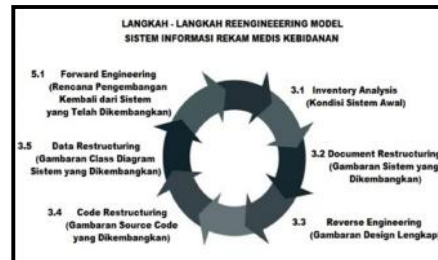 LANGKAH - LANGKAH REENGINEEERING MODEL
SISTEM INFORMASI REKAM MEDIS KEBIDANAN
3.1 Inventory Analysis
(Kondisi Sistem Awal)
3.2 Document Restructuring
(Gambaran Sistem yang
Dikembangkan)
3.3 Reverse Engineering
(Gambaran Design Lengkap)
3.4 Code Restructuring
(Gambaran Source Code
yang Dikembangkan)
3.5 Data Restructuring
(Gambaran Class Diagram
Sistem yang Dikembangkan)
5.1 Forward Engineering
(Rencana Pengembangan
Kembali dari Sistem
yang Telah Dikembangkan)